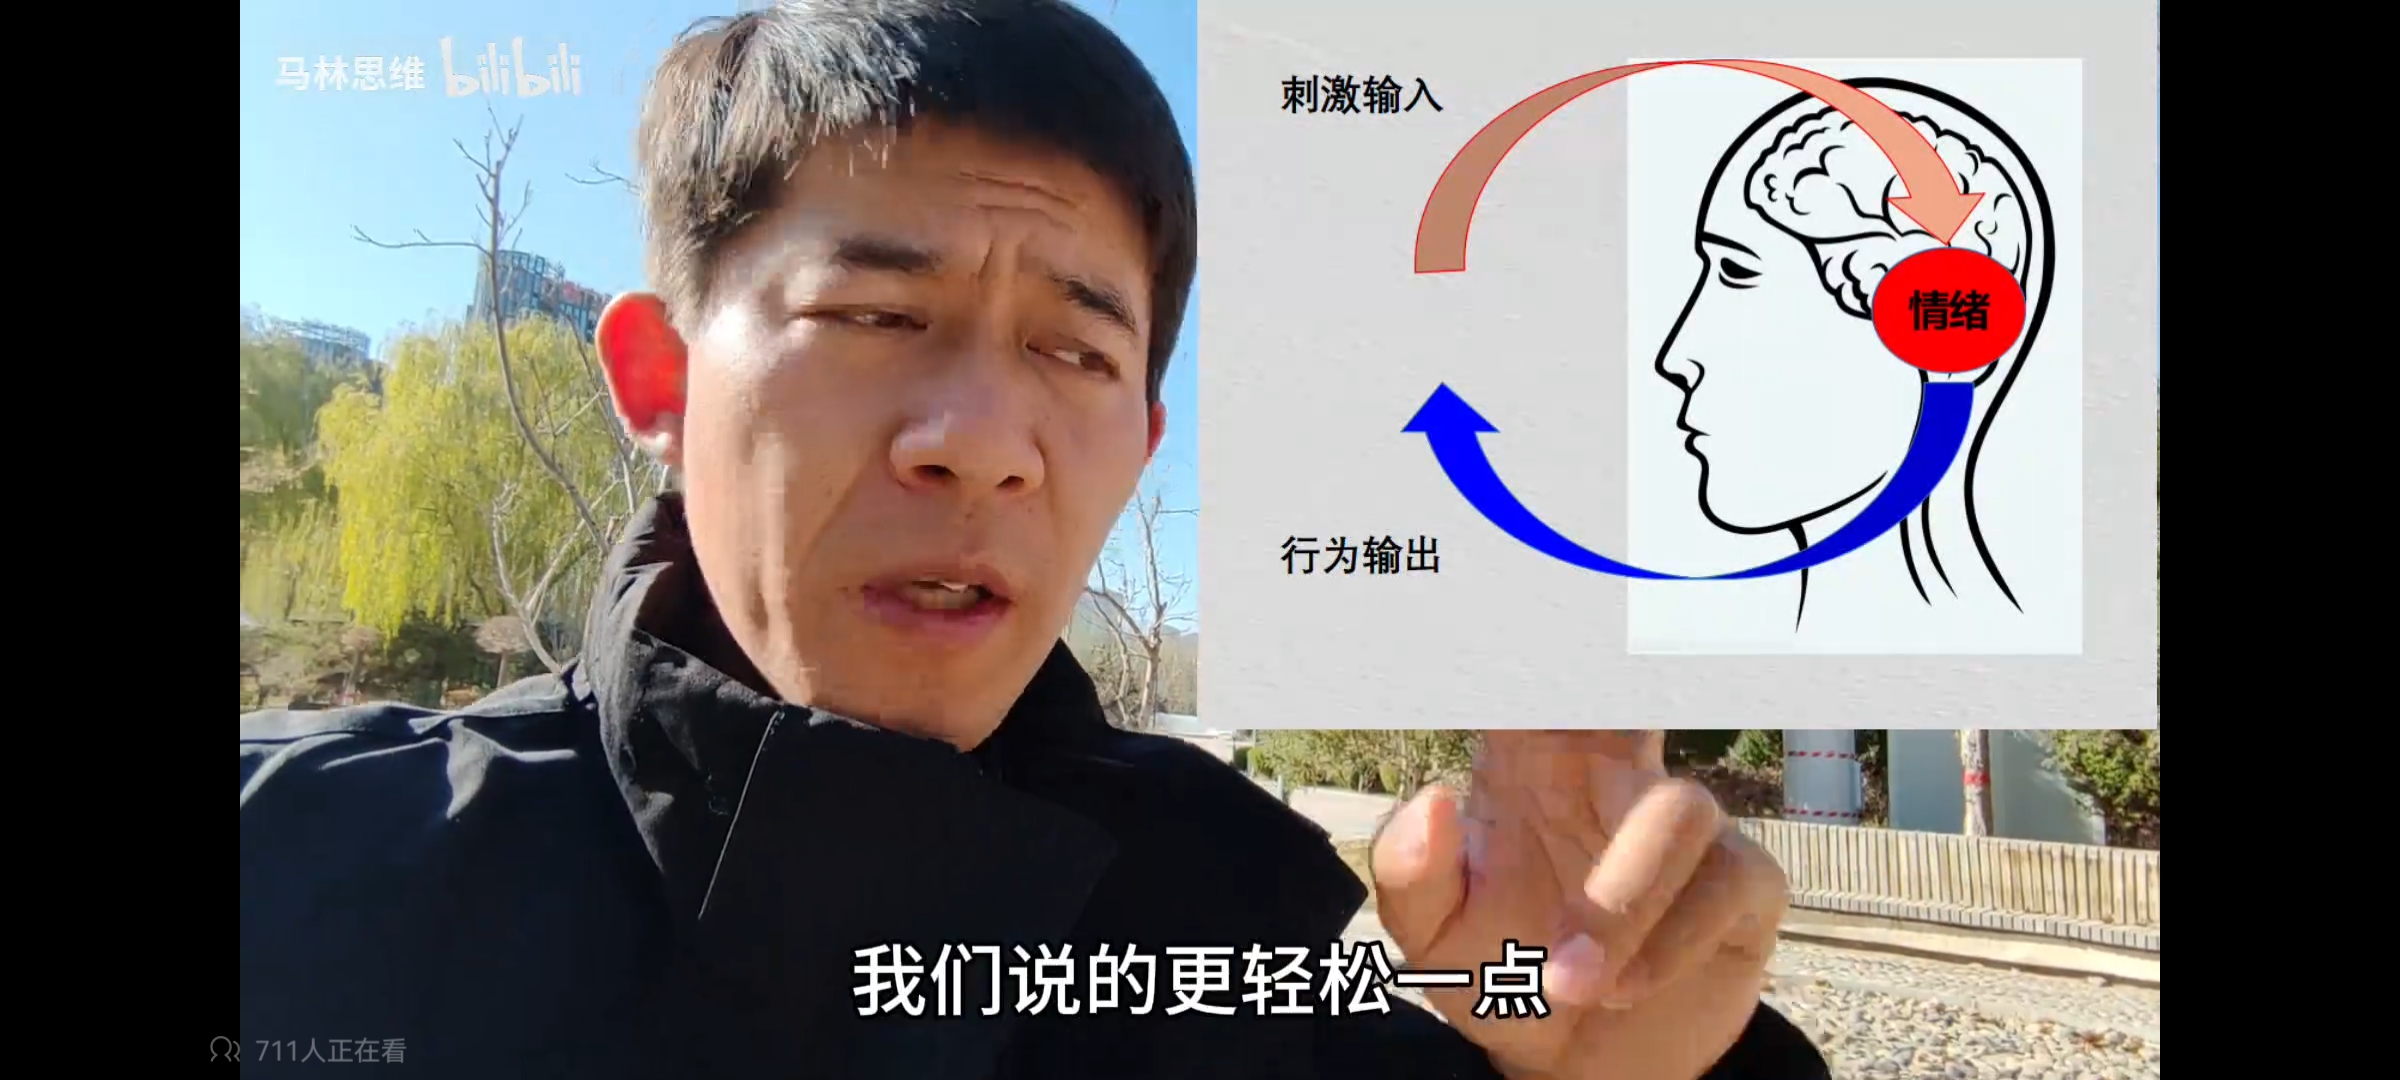 马林思维 bilibili
刺激输入
情绪
行为输出
我们说的更轻松一点
711人正在看